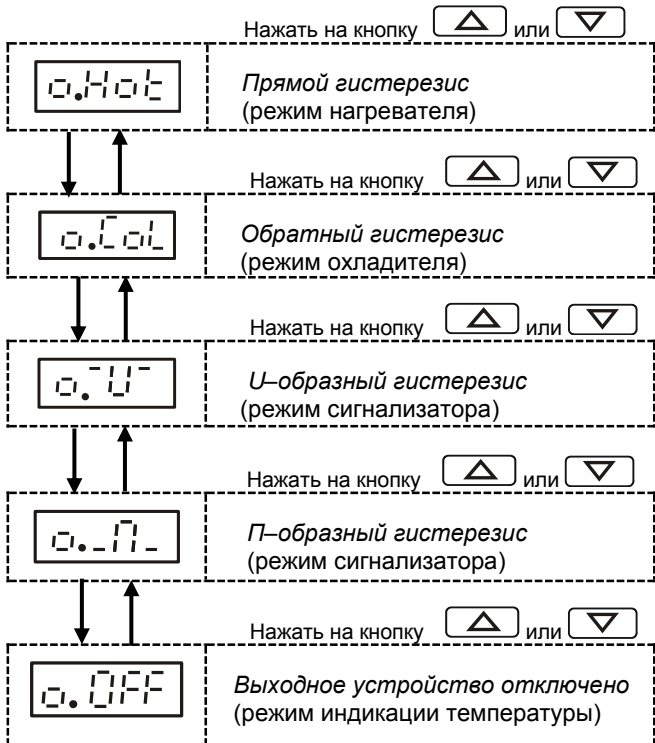 Нажать на кнопку или
o.Hot
Прямой гистерезис
(режим нагревателя)
Нажать на кнопку или
o.CoL
Обратный гистерезис
(режим охладителя)
Нажать на кнопку или
o.¯U¯
U–образный гистерезис
(режим сигнализатора)
Нажать на кнопку или
o._П_
П–образный гистерезис
(режим сигнализатора)
Нажать на кнопку или
o.OFF
Выходное устройство отключено
(режим индикации температуры)